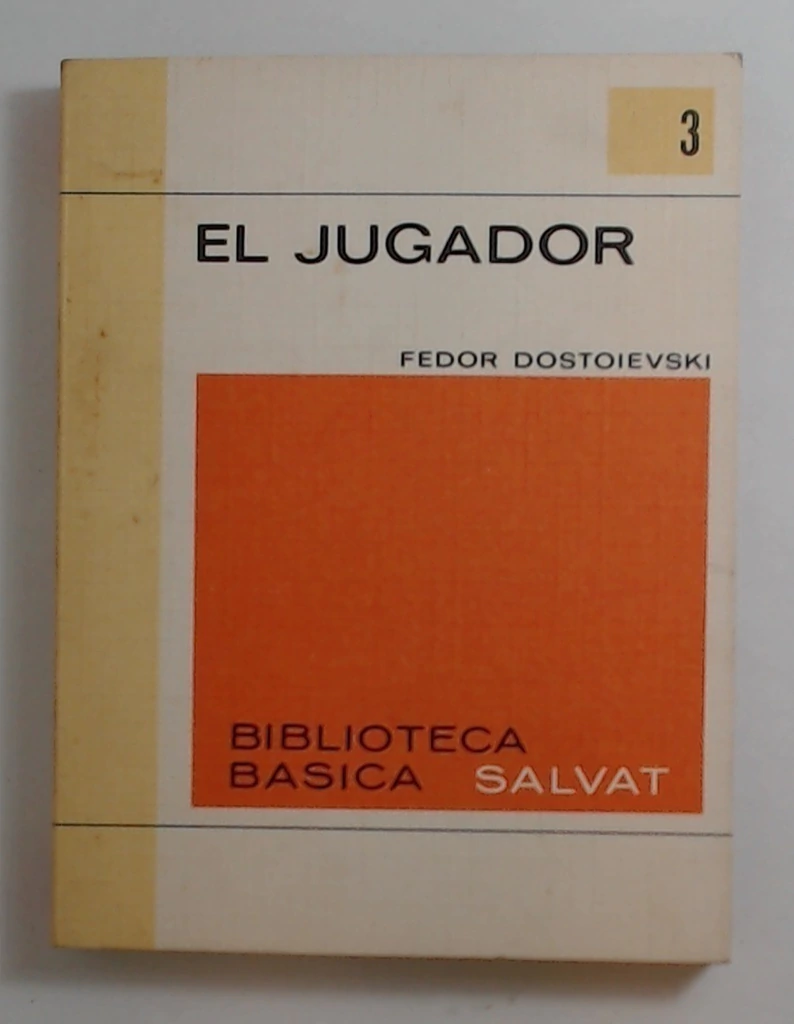 3
EL JUGADOR
FEDOR DOSTOIEVSKI
BIBLIOTECA
BASICA SALVAT